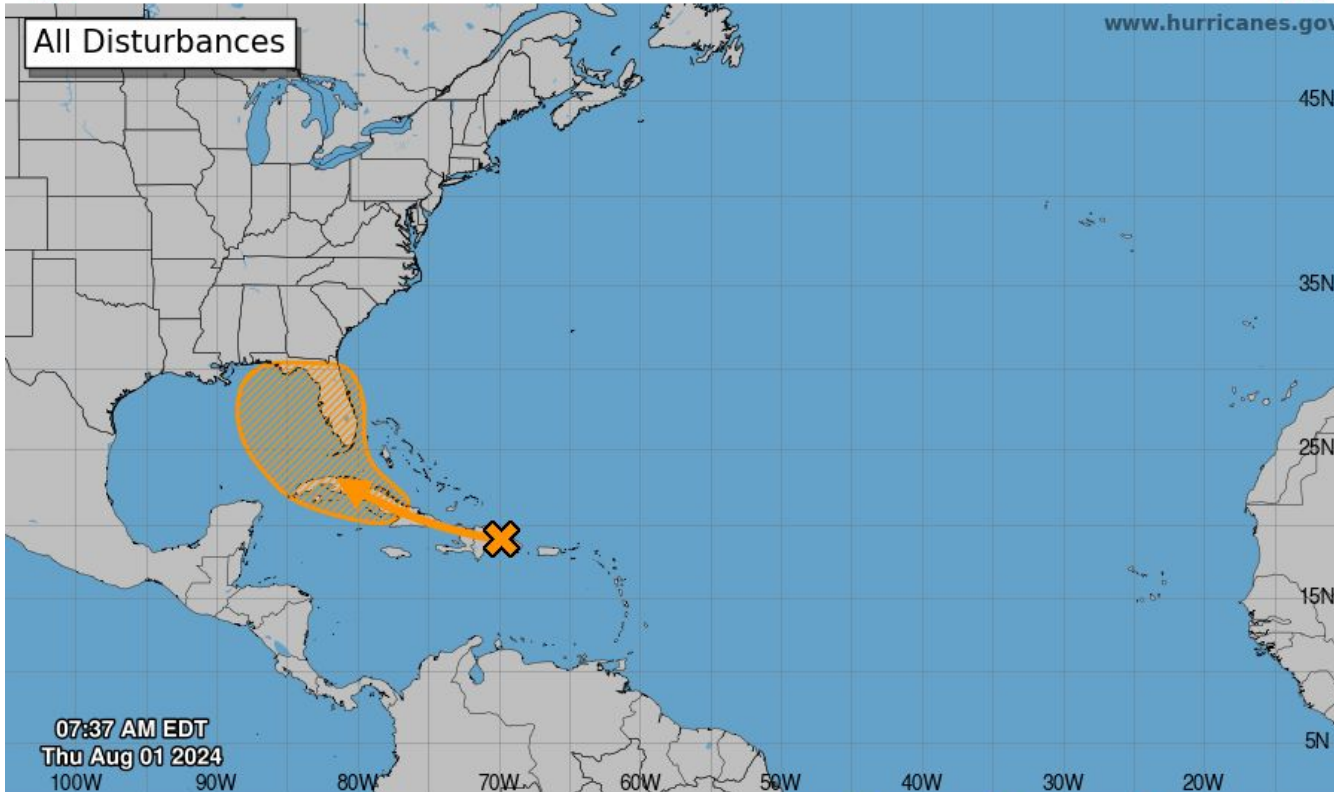 All Disturbances
www.hurricanes.gov
45N
35N
25N
15N
5N
07:37 AM EDT
Thu Aug 01 2024
100W 90W 80W 70W 60W 50W 40W 30W 20W